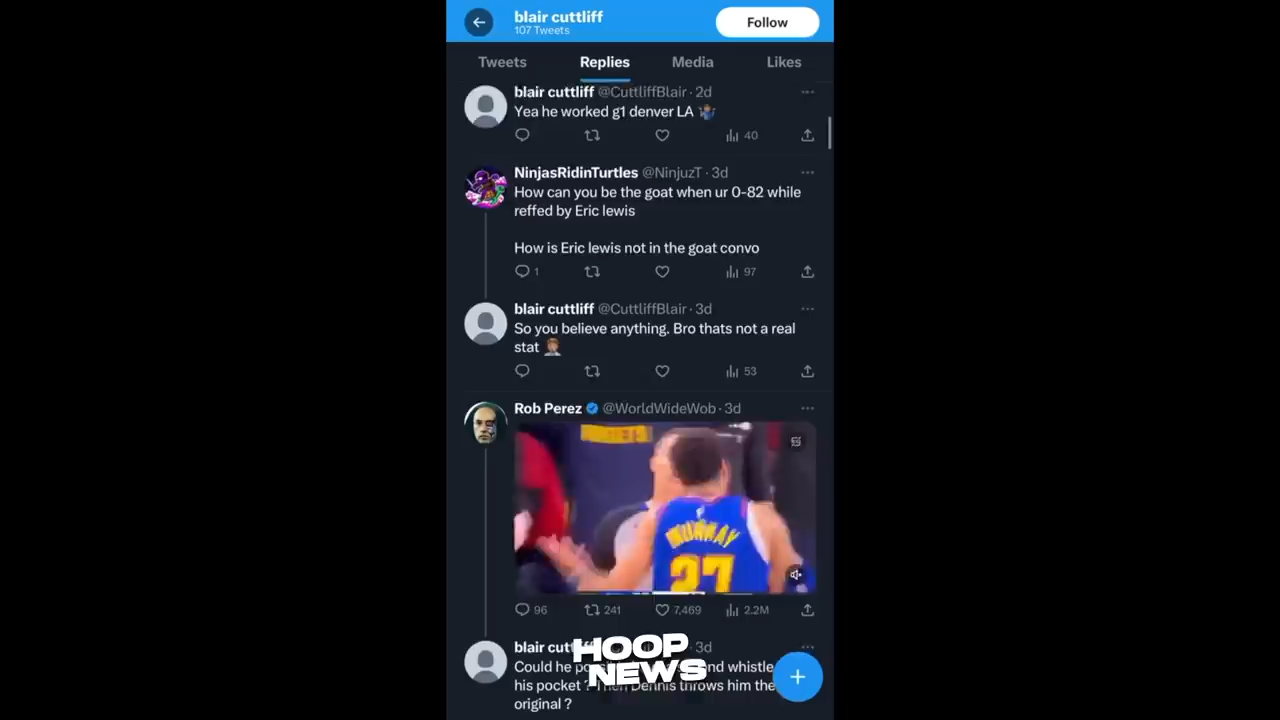 blair cuttliff
107 Tweets
Follow
Tweets
Replies
Media
Likes
blair cuttliff @CuttliffBlair · 2d
Yea he worked g1 denver LA 🤷🏽‍♂️
40
NinjasRidinTurtles @NinjuzT · 3d
How can you be the goat when ur 0-82 while
reffed by Eric lewis
How is Eric lewis not in the goat convo
1
97
blair cuttliff @CuttliffBlair · 3d
So you believe anything. Bro thats not a real
stat 🤦🏽‍♂️
53
Rob Perez @WorldWideWob · 3d
MURRAY
27
96
241
7,469
2.2M
blair · 3d
Could he whistle
his pocket ? Then Dennis throws him the
original ?
HOOP
NEWS